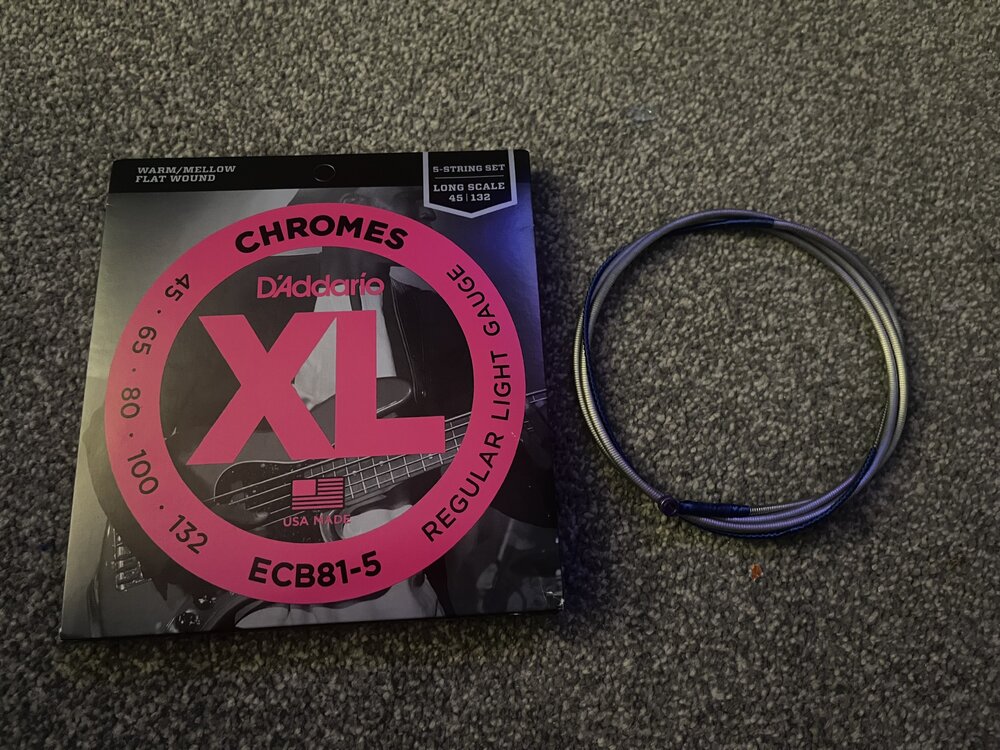 WARM/MELLOW
FLAT WOUND
5-STRING SET
LONG SCALE
45 | 132
CHROMES
D'Addario
XL
USA MADE
45 · 65 · 80 · 100 · 132
ECB81-5
REGULAR LIGHT GAUGE